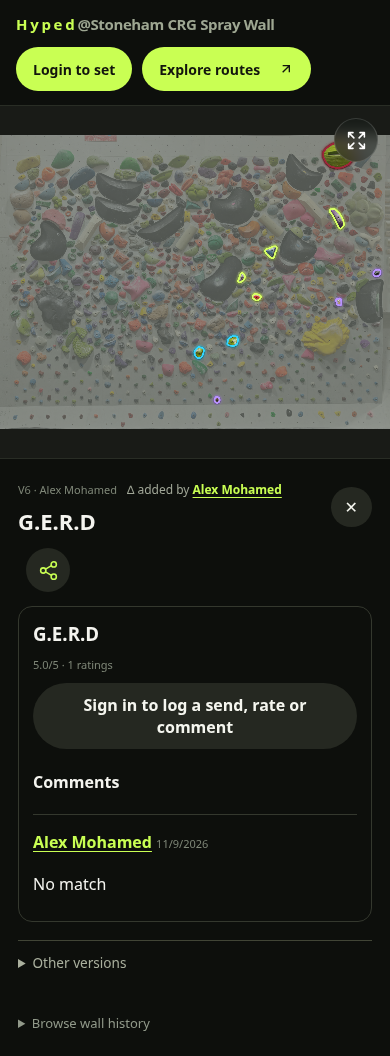 Hyped @Stoneham CRG Spray Wall
Login to set
Explore routes
V6 · Alex Mohamed Δ added by Alex Mohamed
G.E.R.D
G.E.R.D
5.0/5 · 1 ratings
Sign in to log a send, rate or
comment
Comments
Alex Mohamed 11/9/2026
No match
Other versions
Browse wall history